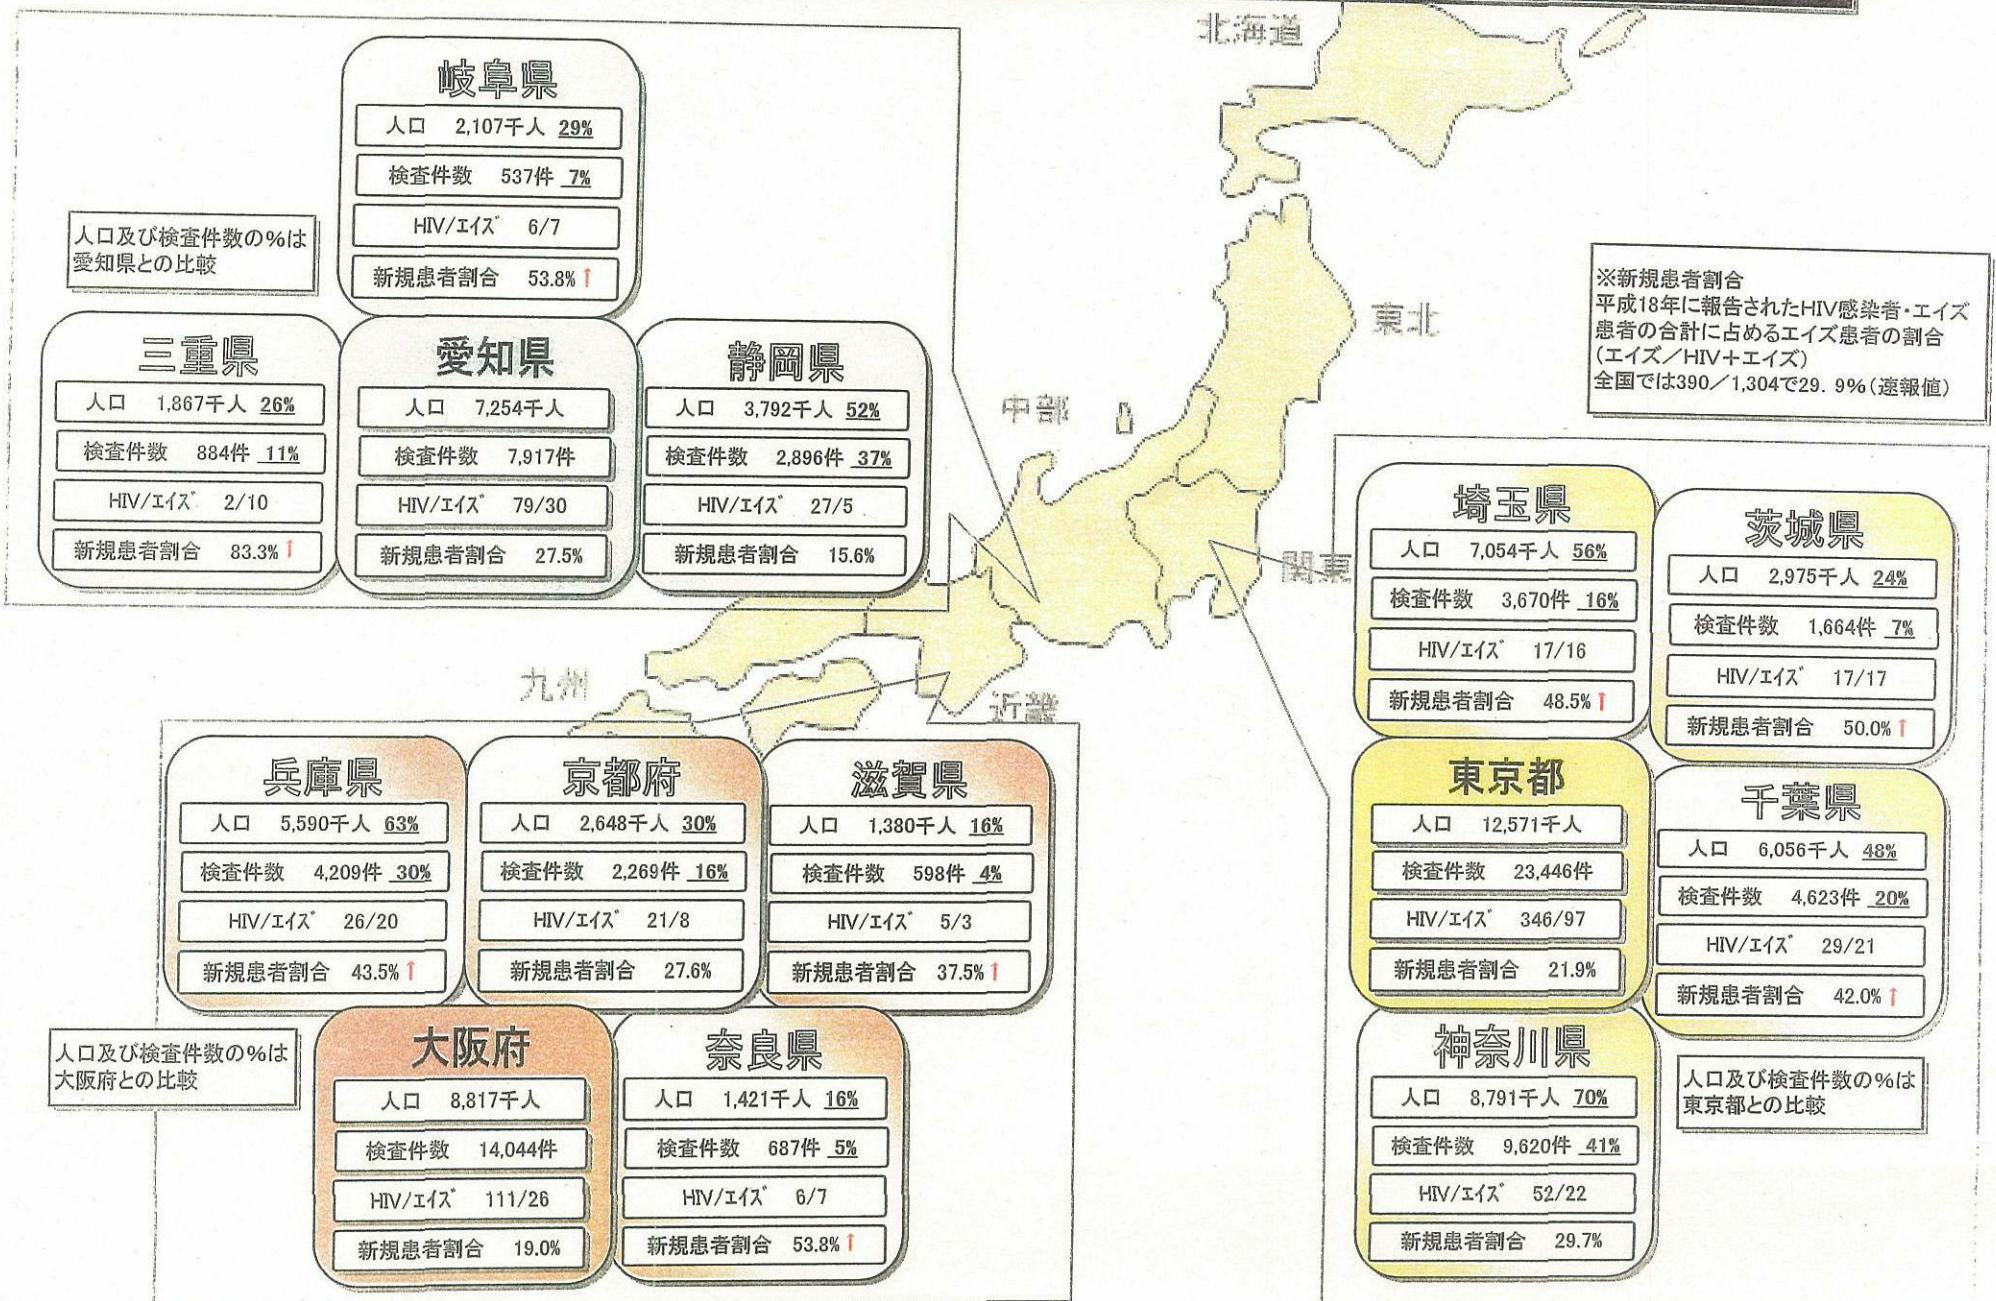 北海道
岐阜県
人口 2,107千人 29%
検査件数 537件 7%
HIV/エイズ 6/7
新規患者割合 53.8%↑
人口及び検査件数の%は
愛知県との比較
三重県
人口 1,867千人 26%
検査件数 884件 11%
HIV/エイズ 2/10
新規患者割合 83.3%↑
愛知県
人口 7,254千人
検査件数 7,917件
HIV/エイズ 79/30
新規患者割合 27.5%
静岡県
人口 3,792千人 52%
検査件数 2,896件 37%
HIV/エイズ 27/5
新規患者割合 15.6%
東北
中部
関東
九州
近畿
※新規患者割合
平成18年に報告されたHIV感染者・エイズ
患者の合計に占めるエイズ患者の割合
(エイズ/HIV+エイズ)
全国では390/1,304で29.9%(速報値)
埼玉県
人口 7,054千人 56%
検査件数 3,670件 16%
HIV/エイズ 17/16
新規患者割合 48.5%↑
茨城県
人口 2,975千人 24%
検査件数 1,664件 7%
HIV/エイズ 17/17
新規患者割合 50.0%↑
東京都
人口 12,571千人
検査件数 23,446件
HIV/エイズ 346/97
新規患者割合 21.9%
千葉県
人口 6,056千人 48%
検査件数 4,623件 20%
HIV/エイズ 29/21
新規患者割合 42.0%↑
神奈川県
人口 8,791千人 70%
検査件数 9,620件 41%
HIV/エイズ 52/22
新規患者割合 29.7%
人口及び検査件数の%は
東京都との比較
兵庫県
人口 5,590千人 63%
検査件数 4,209件 30%
HIV/エイズ 26/20
新規患者割合 43.5%↑
京都府
人口 2,648千人 30%
検査件数 2,269件 16%
HIV/エイズ 21/8
新規患者割合 27.6%
滋賀県
人口 1,380千人 16%
検査件数 598件 4%
HIV/エイズ 5/3
新規患者割合 37.5%↑
人口及び検査件数の%は
大阪府との比較
大阪府
人口 8,817千人
検査件数 14,044件
HIV/エイズ 111/26
新規患者割合 19.0%
奈良県
人口 1,421千人 16%
検査件数 687件 5%
HIV/エイズ 6/7
新規患者割合 53.8%↑